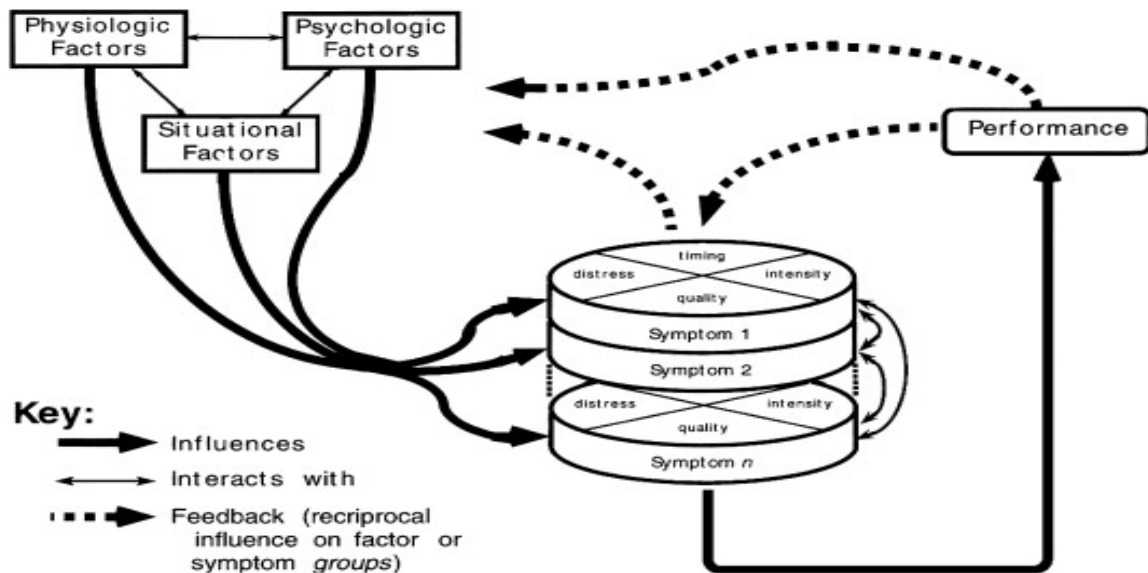 Physiologic
Factors
Psychologic
Factors
Situational
Factors
Performance
timing
distress
intensity
quality
Symptom 1
Symptom 2
distress
intensity
quality
Symptom n
Key:
Influences
Interacts with
Feedback (recriprocal
influence on factor or
symptom groups)